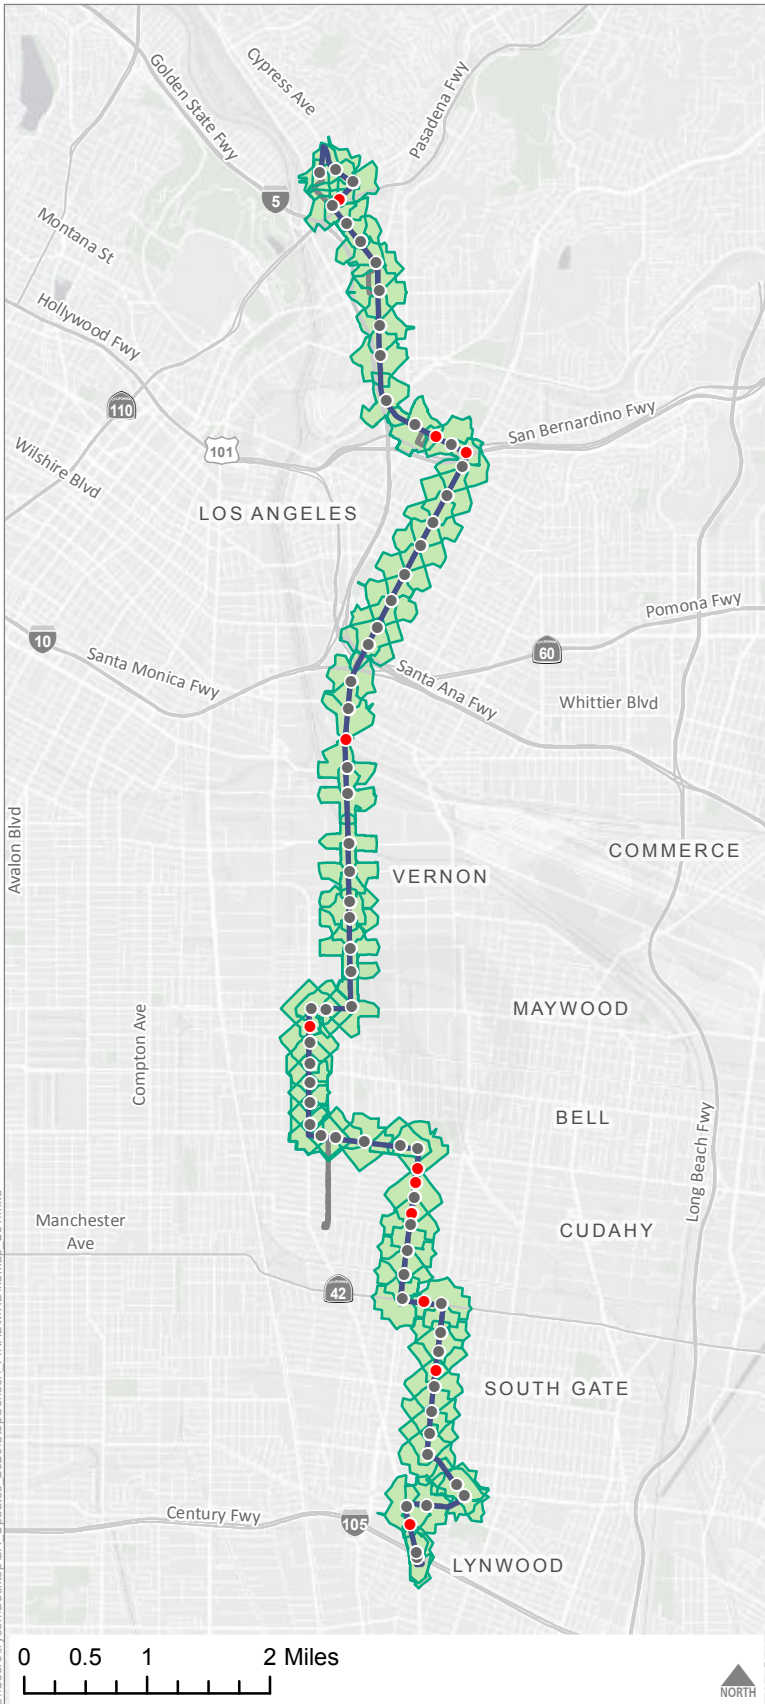 Cypress Ave
Golden State Fwy
Pasadena Fwy
5
Montana St
Hollywood Fwy
CALIFORNIA
110
San Bernardino Fwy
101
Wilshire Blvd
LOS ANGELES
Pomona Fwy
10
60
Santa Monica Fwy
Santa Ana Fwy
Whittier Blvd
Avalon Blvd
COMMERCE
VERNON
MAYWOOD
Compton Ave
BELL
Long Beach Fwy
Manchester
Ave
CUDAHY
42
SOUTH GATE
Century Fwy
105
LYNWOOD
0 0.5 1 2 Miles
NORTH